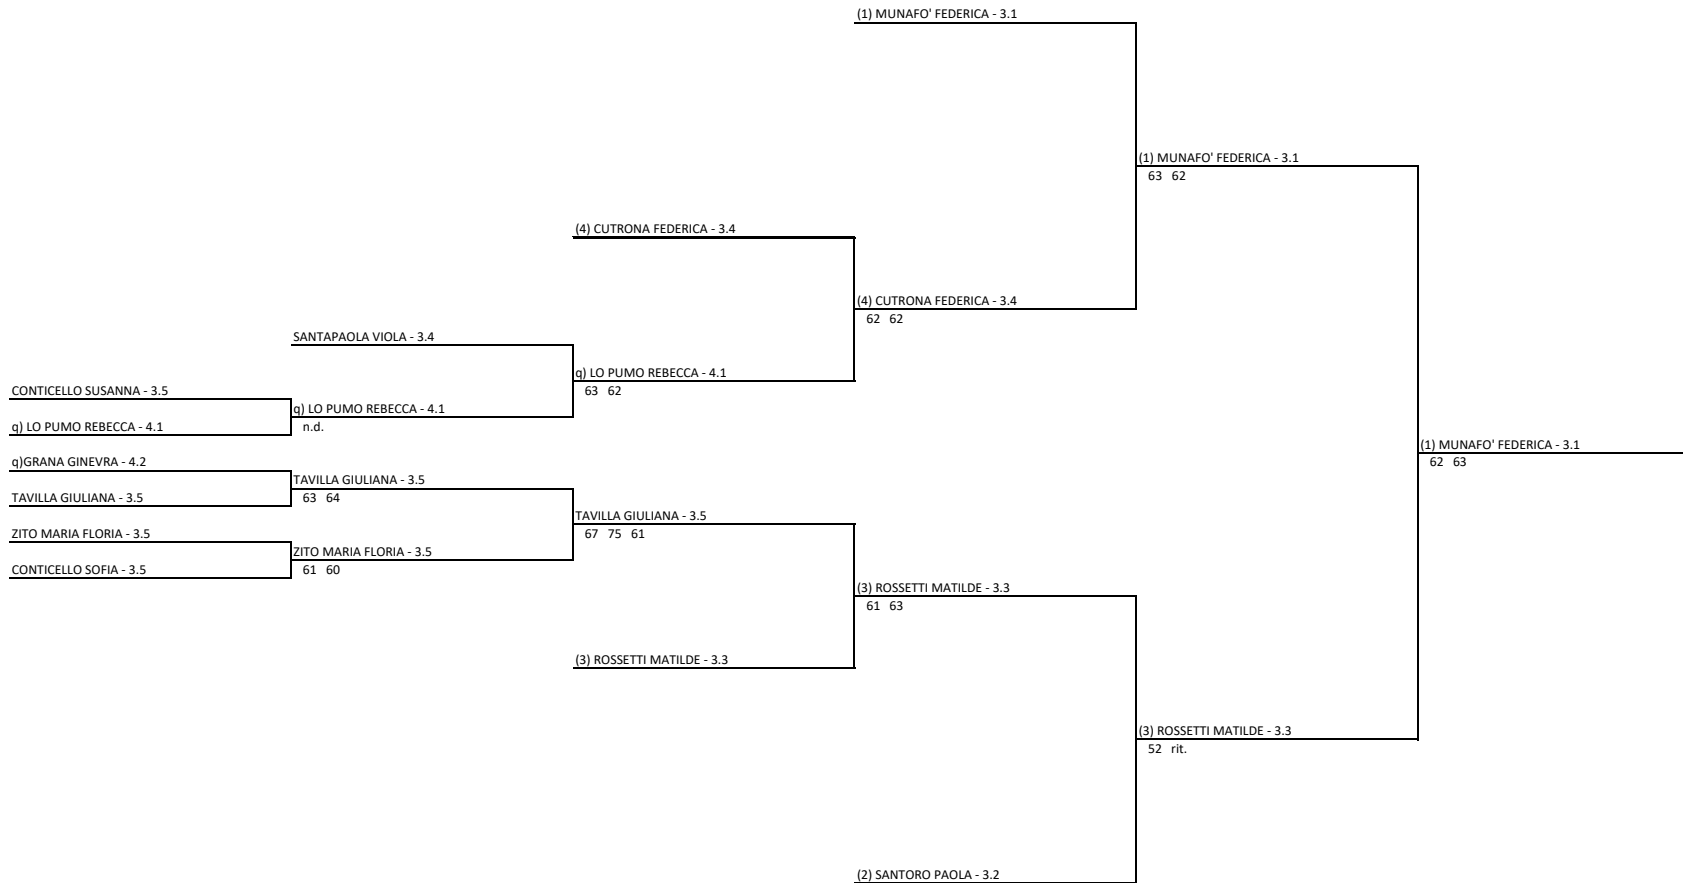 (1) MUNAFO' FEDERICA - 3.1
(1) MUNAFO' FEDERICA - 3.1
63 62
(4) CUTRONA FEDERICA - 3.4
(4) CUTRONA FEDERICA - 3.4
62 62
SANTAPAOLA VIOLA - 3.4
q) LO PUMO REBECCA - 4.1
63 62
CONTICELLO SUSANNA - 3.5
q) LO PUMO REBECCA - 4.1
n.d.
q) LO PUMO REBECCA - 4.1
(1) MUNAFO' FEDERICA - 3.1
62 63
q)GRANA GINEVRA - 4.2
TAVILLA GIULIANA - 3.5
63 64
TAVILLA GIULIANA - 3.5
TAVILLA GIULIANA - 3.5
67 75 61
ZITO MARIA FLORIA - 3.5
ZITO MARIA FLORIA - 3.5
61 60
CONTICELLO SOFIA - 3.5
(3) ROSSETTI MATILDE - 3.3
61 63
(3) ROSSETTI MATILDE - 3.3
(3) ROSSETTI MATILDE - 3.3
52 rit.
(2) SANTORO PAOLA - 3.2